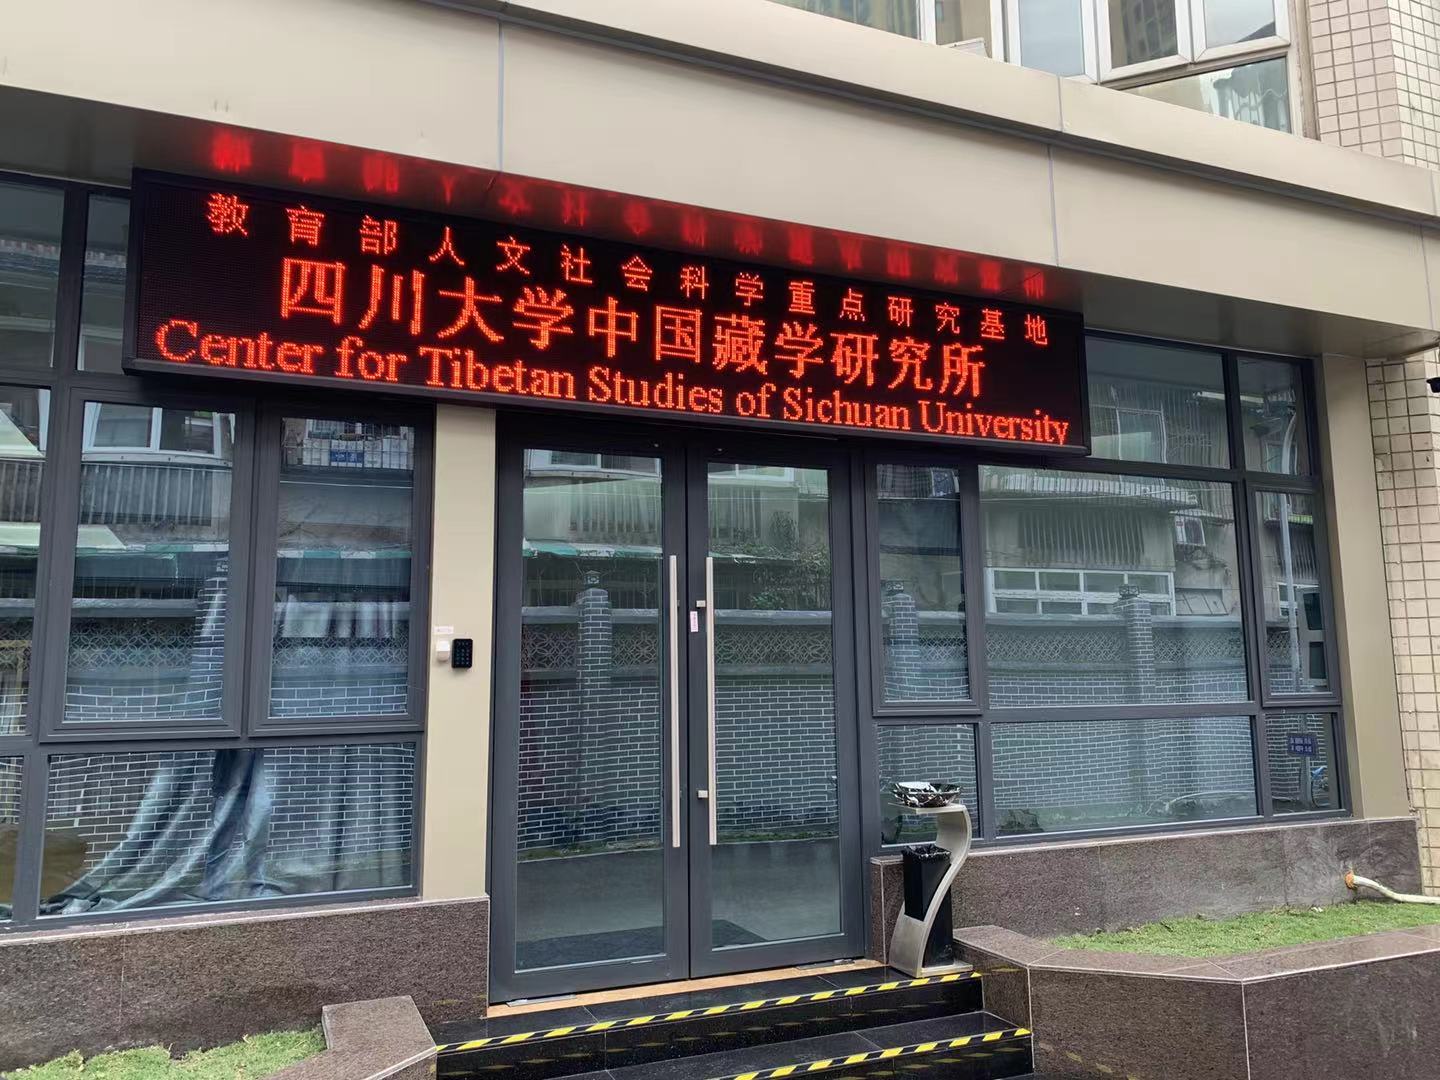 教育部人文社会科学重点研究基地
四川大学中国藏学研究所
Center for Tibetan Studies of Sichuan University